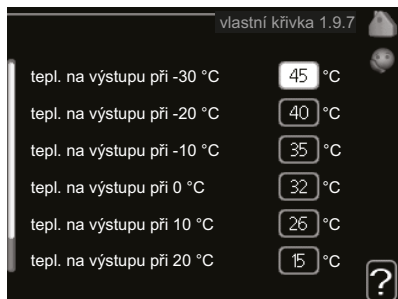 vlastní křivka 1.9.7
tepl. na výstupu při -30 °C 45 °C
tepl. na výstupu při -20 °C 40 °C
tepl. na výstupu při -10 °C 35 °C
tepl. na výstupu při 0 °C 32 °C
tepl. na výstupu při 10 °C 26 °C
tepl. na výstupu při 20 °C 15 °C
?